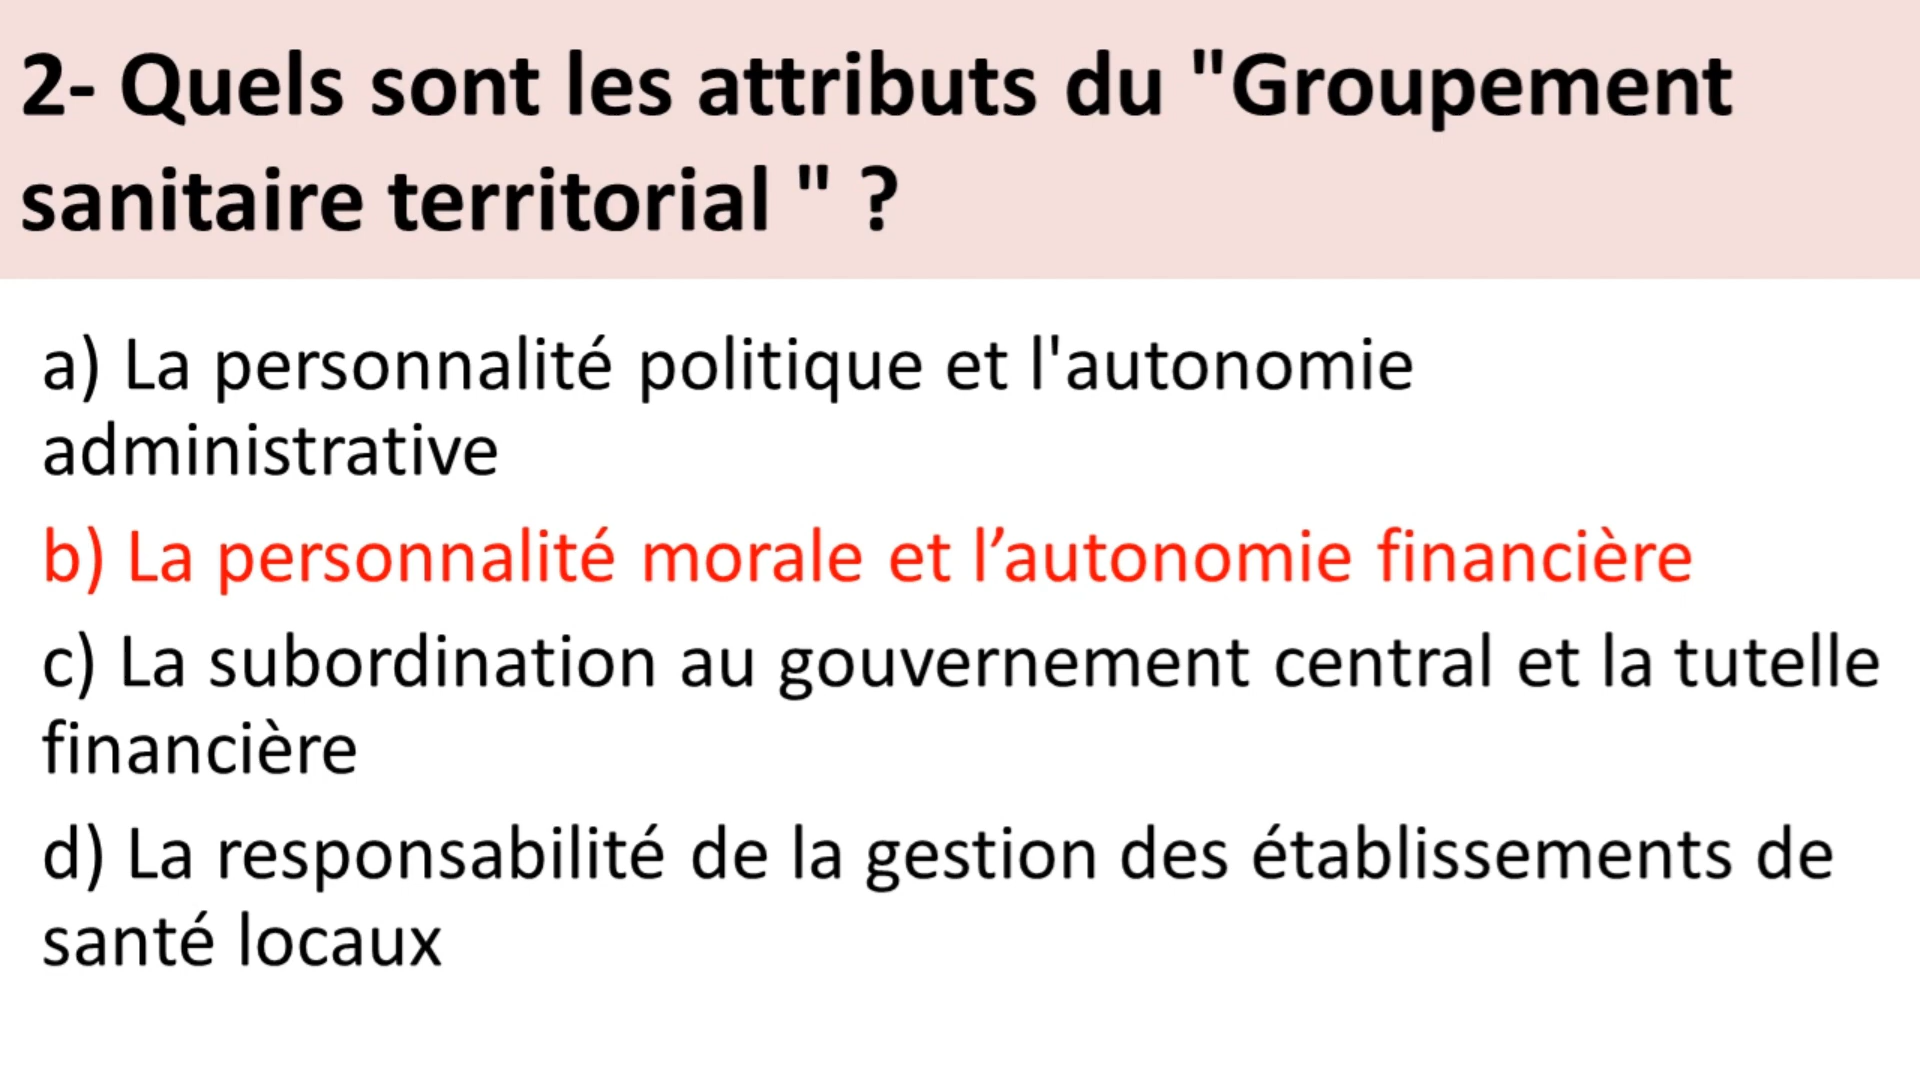 2- Quels sont les attributs du "Groupement
sanitaire territorial " ?
a) La personnalité politique et l'autonomie
administrative
b) La personnalité morale et l’autonomie financière
c) La subordination au gouvernement central et la tutelle
financière
d) La responsabilité de la gestion des établissements de
santé locaux